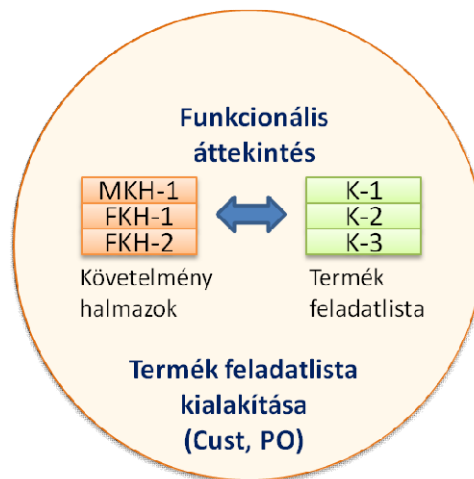 Funkcionális
áttekintés
MKH-1
FKH-1
FKH-2
K-1
K-2
K-3
Követelmény
halmazok
Termék
feladatlista
Termék feladatlista
kialakítása
(Cust, PO)